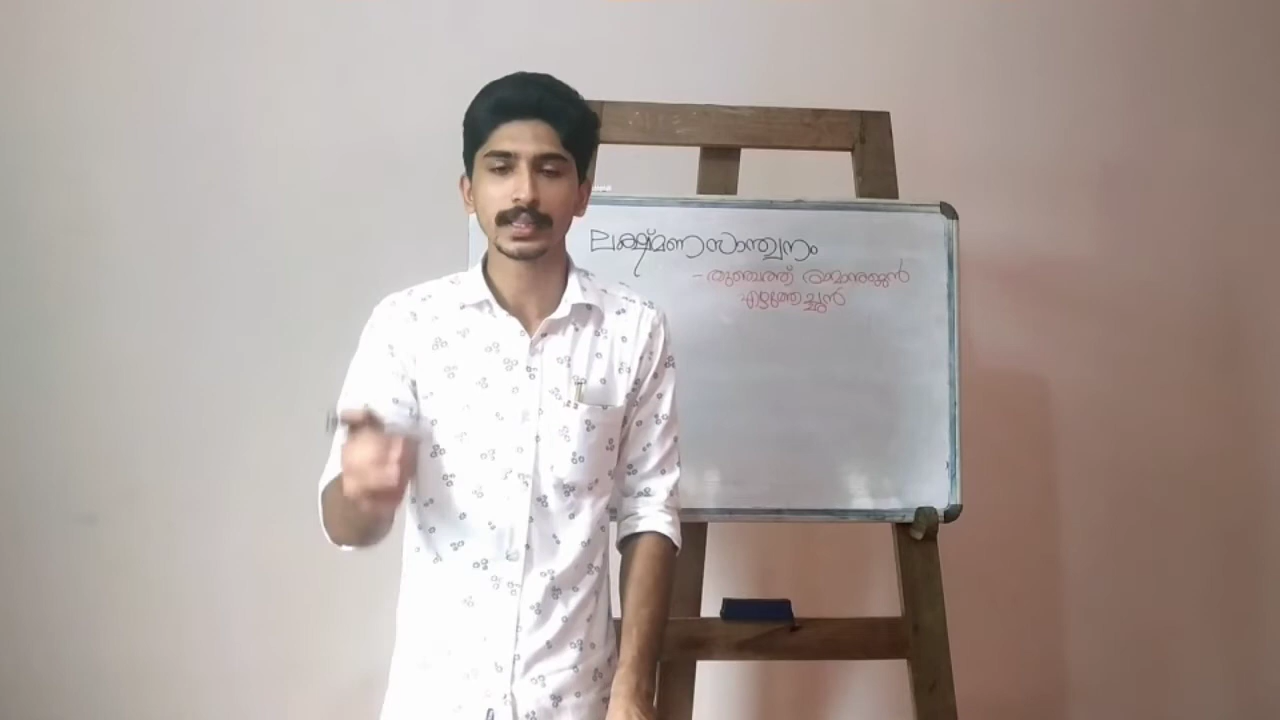 ലക്ഷ്മണസാന്ത്വനം
- തുഞ്ചത്ത് രാമാനുജൻ
എഴുത്തച്ഛൻ